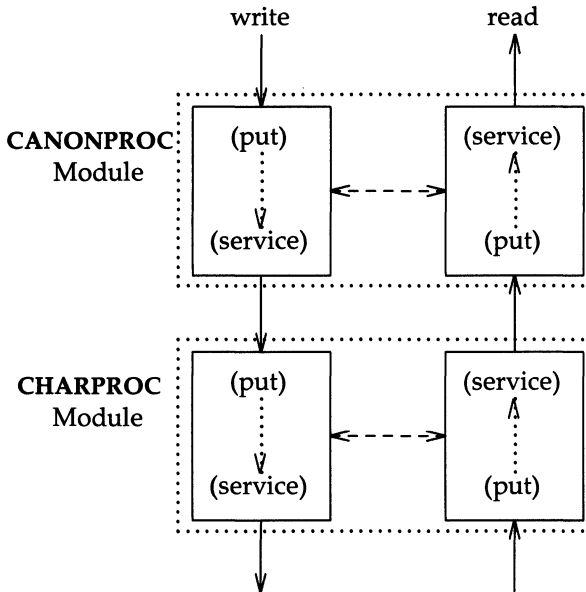 write read
(put) (service)
CANONPROC
Module
(service) (put)
(put) (service)
CHARPROC
Module
(service) (put)